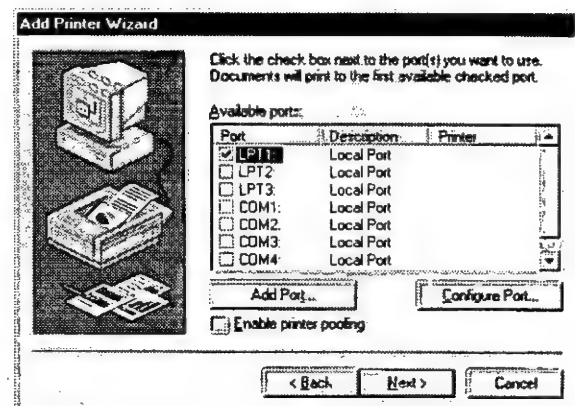 Add Printer Wizard
Click the check box next to the port(s) you want to use.
Documents will print to the first available checked port.
Available ports:
Port Description Printer
LPT1: Local Port
LPT2: Local Port
LPT3: Local Port
COM1: Local Port
COM2: Local Port
COM3: Local Port
COM4: Local Port
Add Port... Configure Port...
Enable printer pooling
< Back Next > Cancel